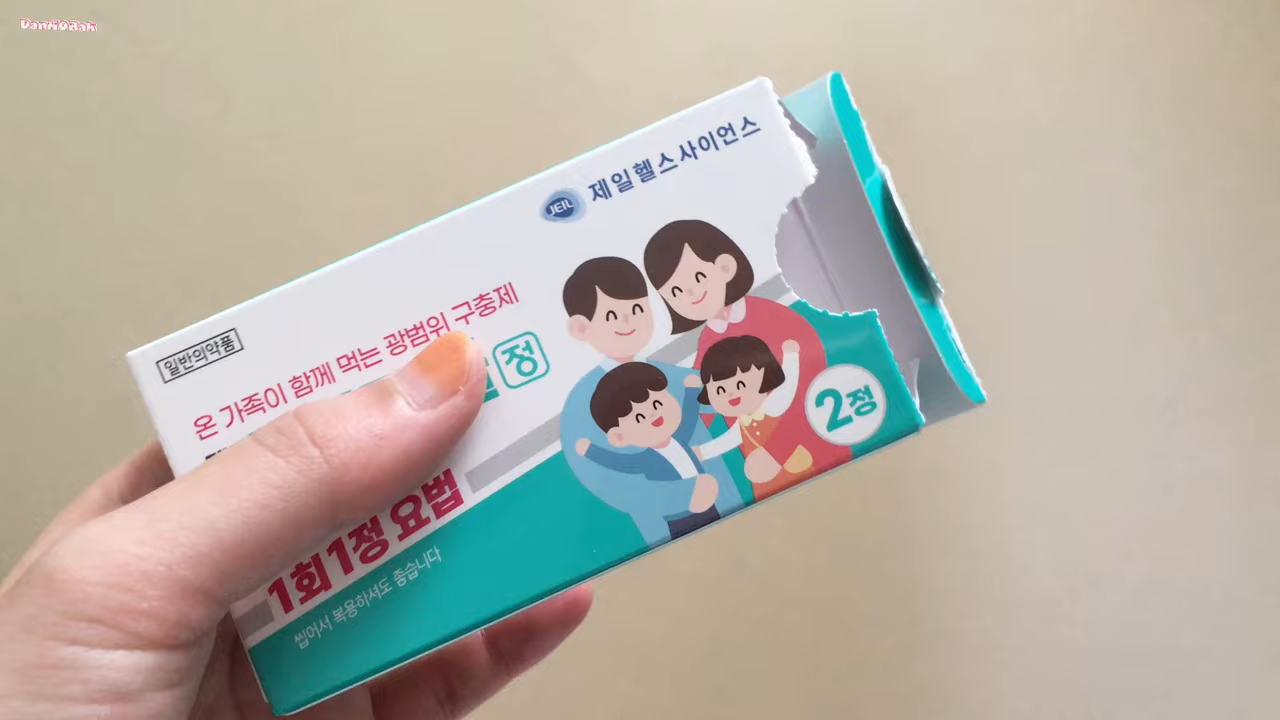 DanHoBak
JEIL 제일헬스사이언스
일반의약품
온 가족이 함께 먹는 광범위 구충제
정
1회1정 요법
씹어서 복용하셔도 좋습니다
2정